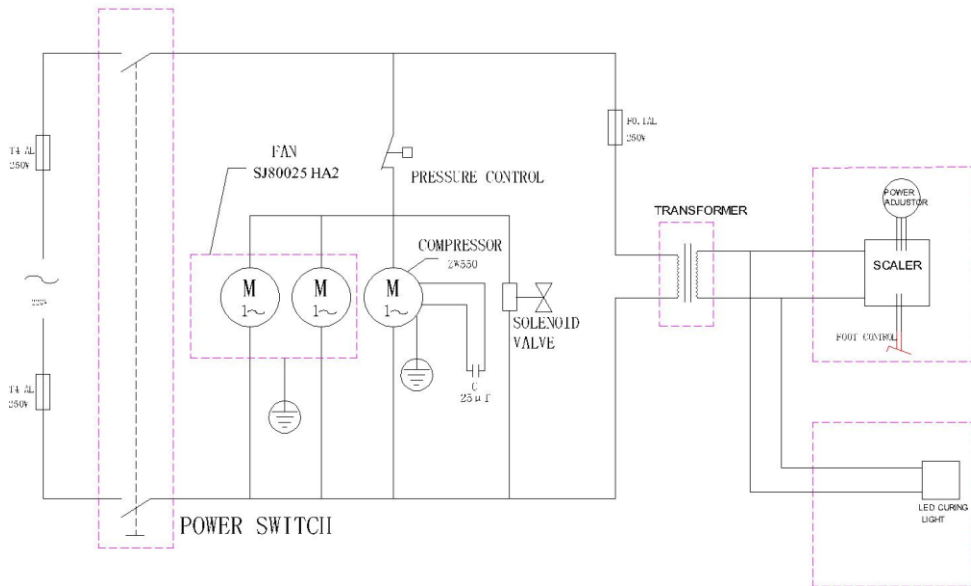 T4 AL
250V
FAN
SJ80025 HA2
PRESSURE CONTROL
F0.1AL
250V
TRANSFORMER
POWER
ADJUSTOR
COMPRESSOR
SCALER
M
1~
M
1~
M
1~
SOLENOID
VALVE
FOOT CONTROL
C
25μf
T4 AL
250V
LED CURING
LIGHT
POWER SWITCH